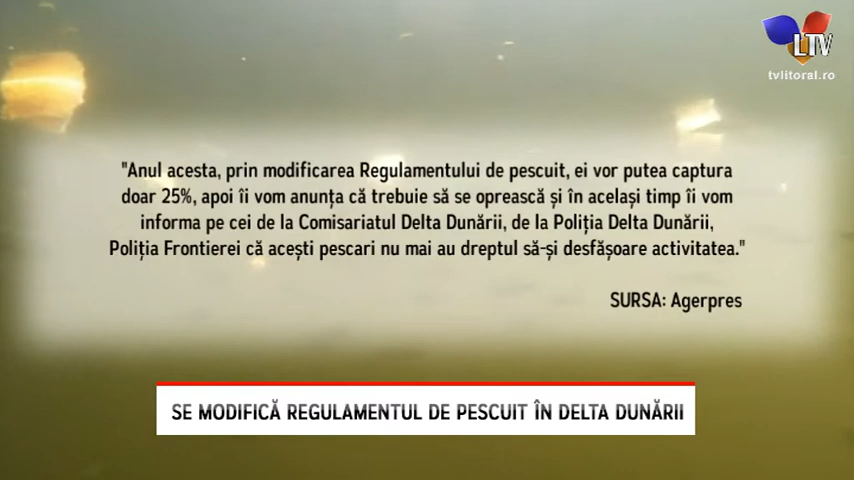 LTV
tvlitoral.ro
"Anul acesta, prin modificarea Regulamentului de pescuit, ei vor putea captura
doar 25%, apoi îi vom anunța că trebuie să se oprească și în același timp îi vom
informa pe cei de la Comisariatul Delta Dunării, de la Poliția Delta Dunării,
Poliția Frontierei că acești pescari nu mai au dreptul să-și desfășoare activitatea."
SURSA: Agerpres
SE MODIFICĂ REGULAMENTUL DE PESCUIT ÎN DELTA DUNĂRII